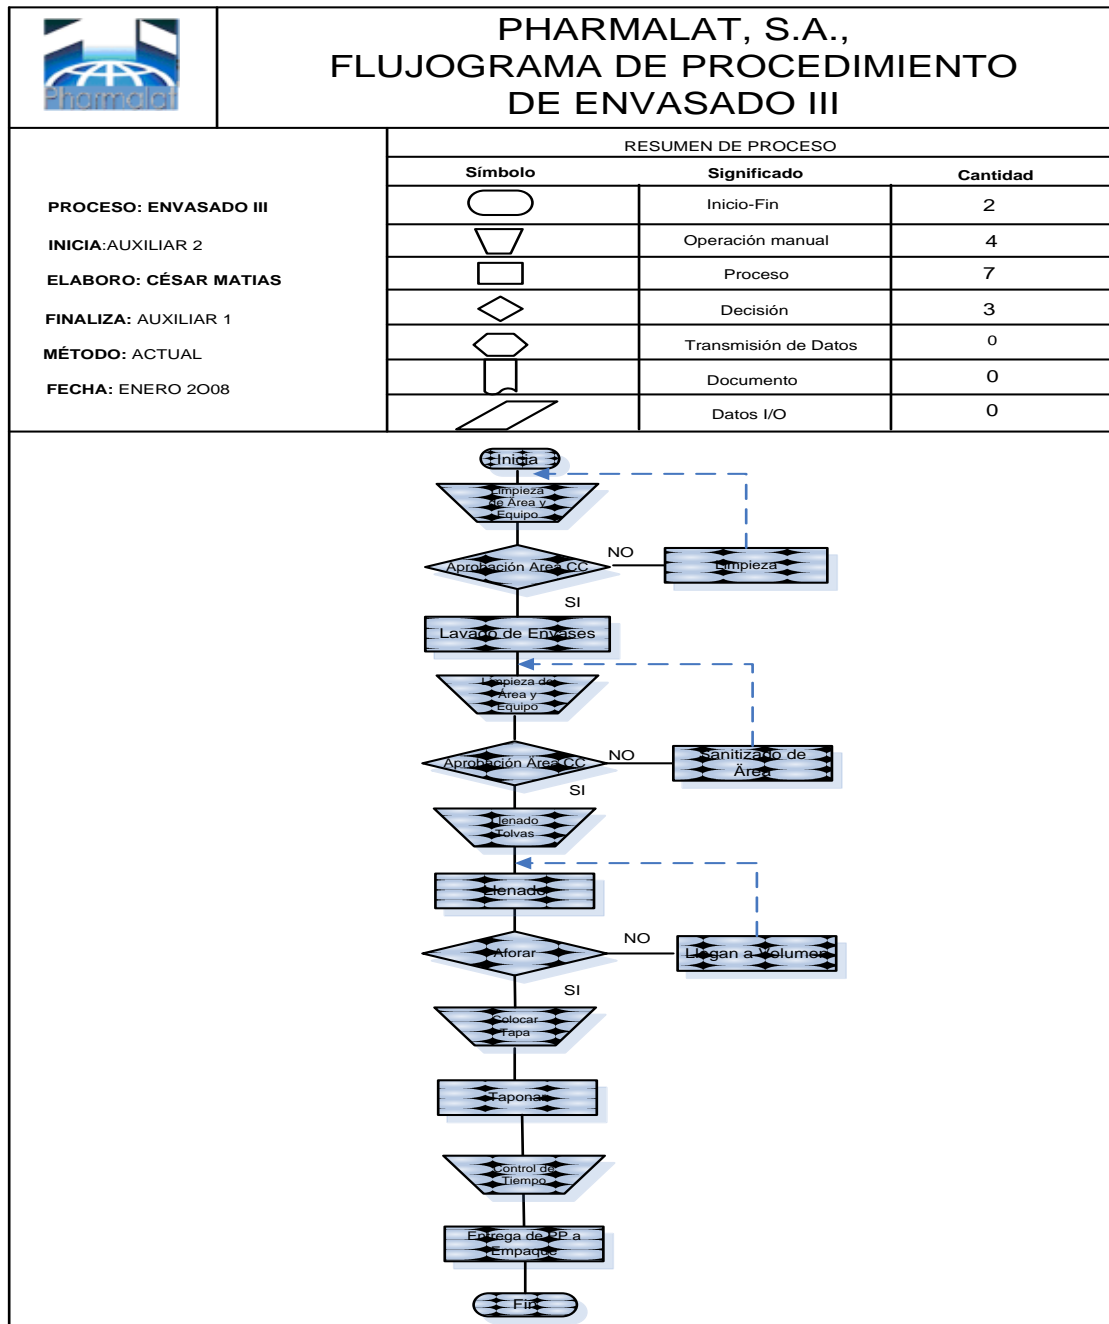 Pharmalat
PHARMALAT, S.A.,
FLUJOGRAMA DE PROCEDIMIENTO
DE ENVASADO III
PROCESO: ENVASADO III
INICIA:AUXILIAR 2
ELABORO: CÉSAR MATIAS
FINALIZA: AUXILIAR 1
MÉTODO: ACTUAL
FECHA: ENERO 2O08
RESUMEN DE PROCESO
Símbolo Significado Cantidad
Inicio-Fin 2
Operación manual 4
Proceso 7
Decisión 3
Transmisión de Datos 0
Documento 0
Datos I/O 0
Inicia
Limpieza
de Área y
Equipo
Aprobación Area CC
NO
Limpieza
SI
Lavado de Envases
Limpieza de
Área y
Equipo
Aprobación Ärea CC
NO
Sanitizado de
Ärea
SI
Llenado
Tolvas
Llenado
Aforar
NO
Llegan a Volumen
SI
Colocar
Tapa
Taponar
Control de
Tiempo
Entrega de PP a
Empaque
Fin